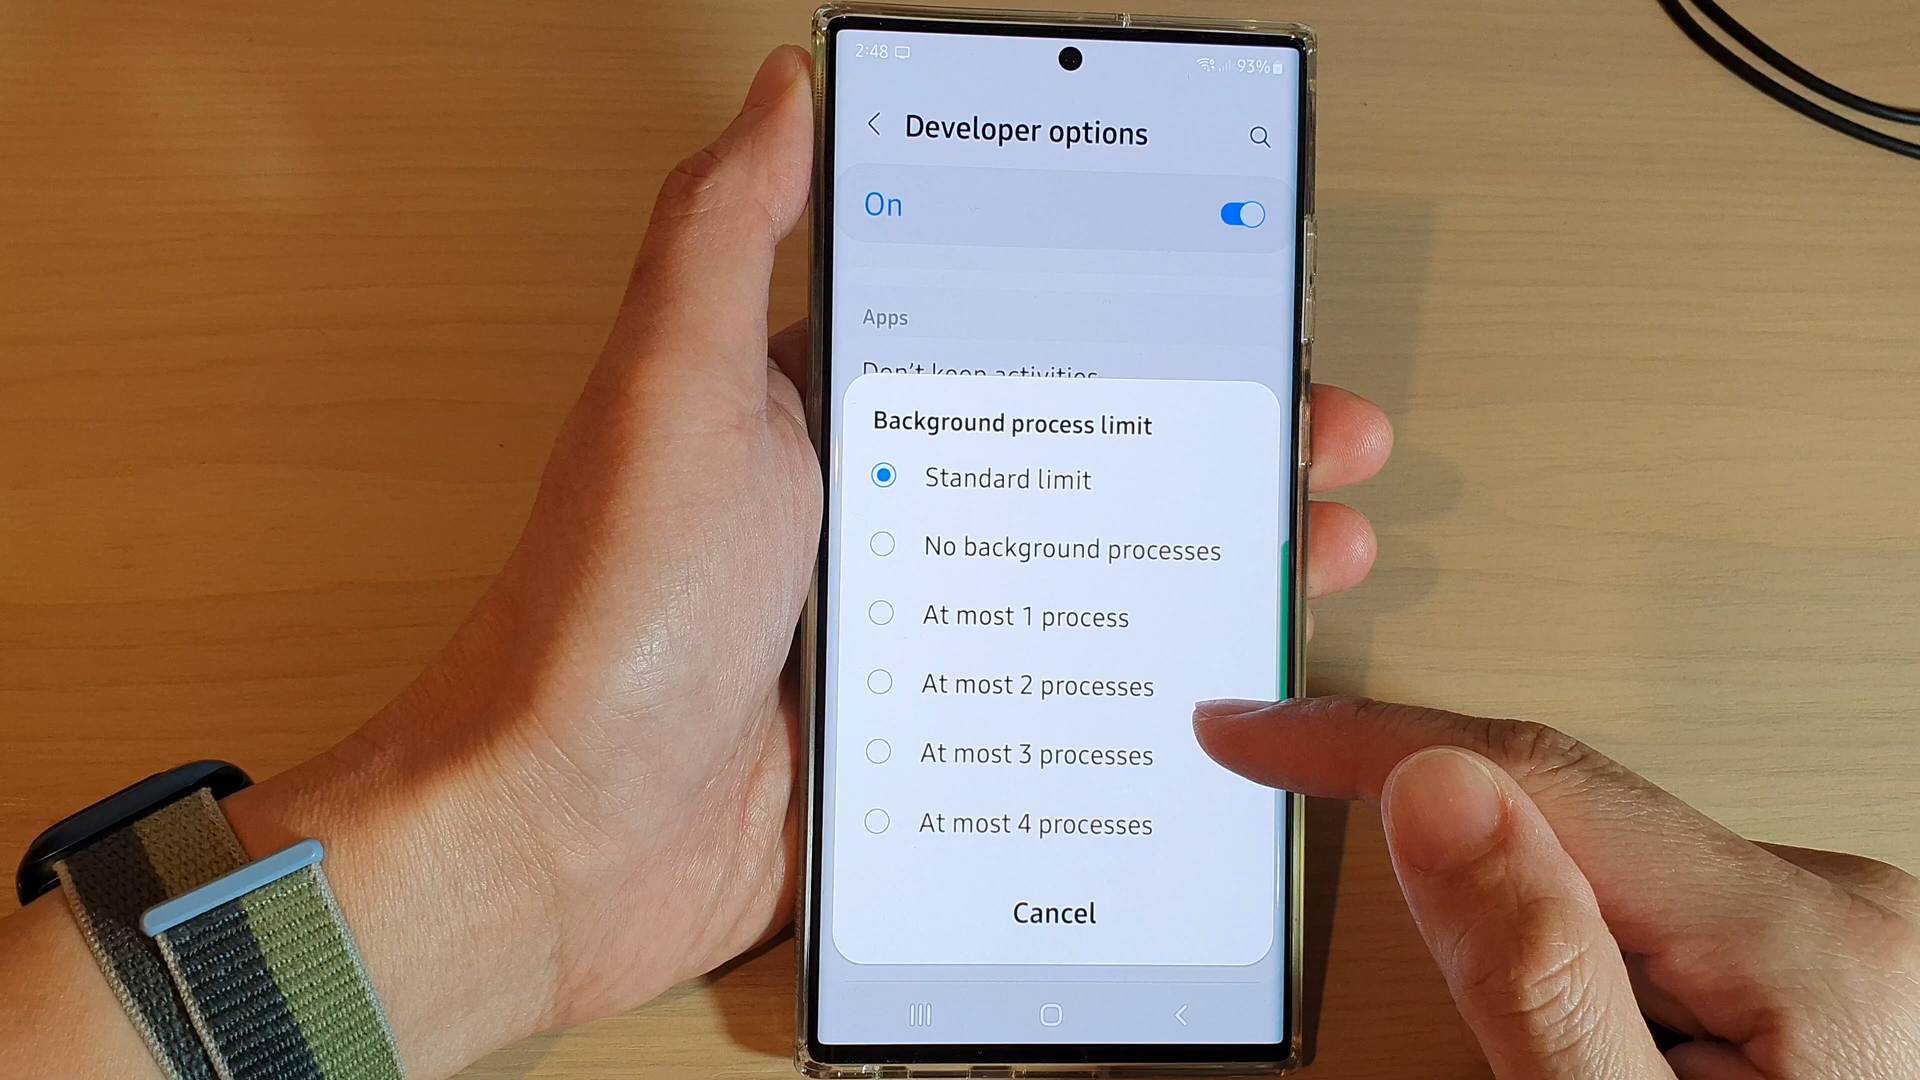 2:48
93%
Developer options
On
Apps
Don't keep activities
Background process limit
Standard limit
No background processes
At most 1 process
At most 2 processes
At most 3 processes
At most 4 processes
Cancel